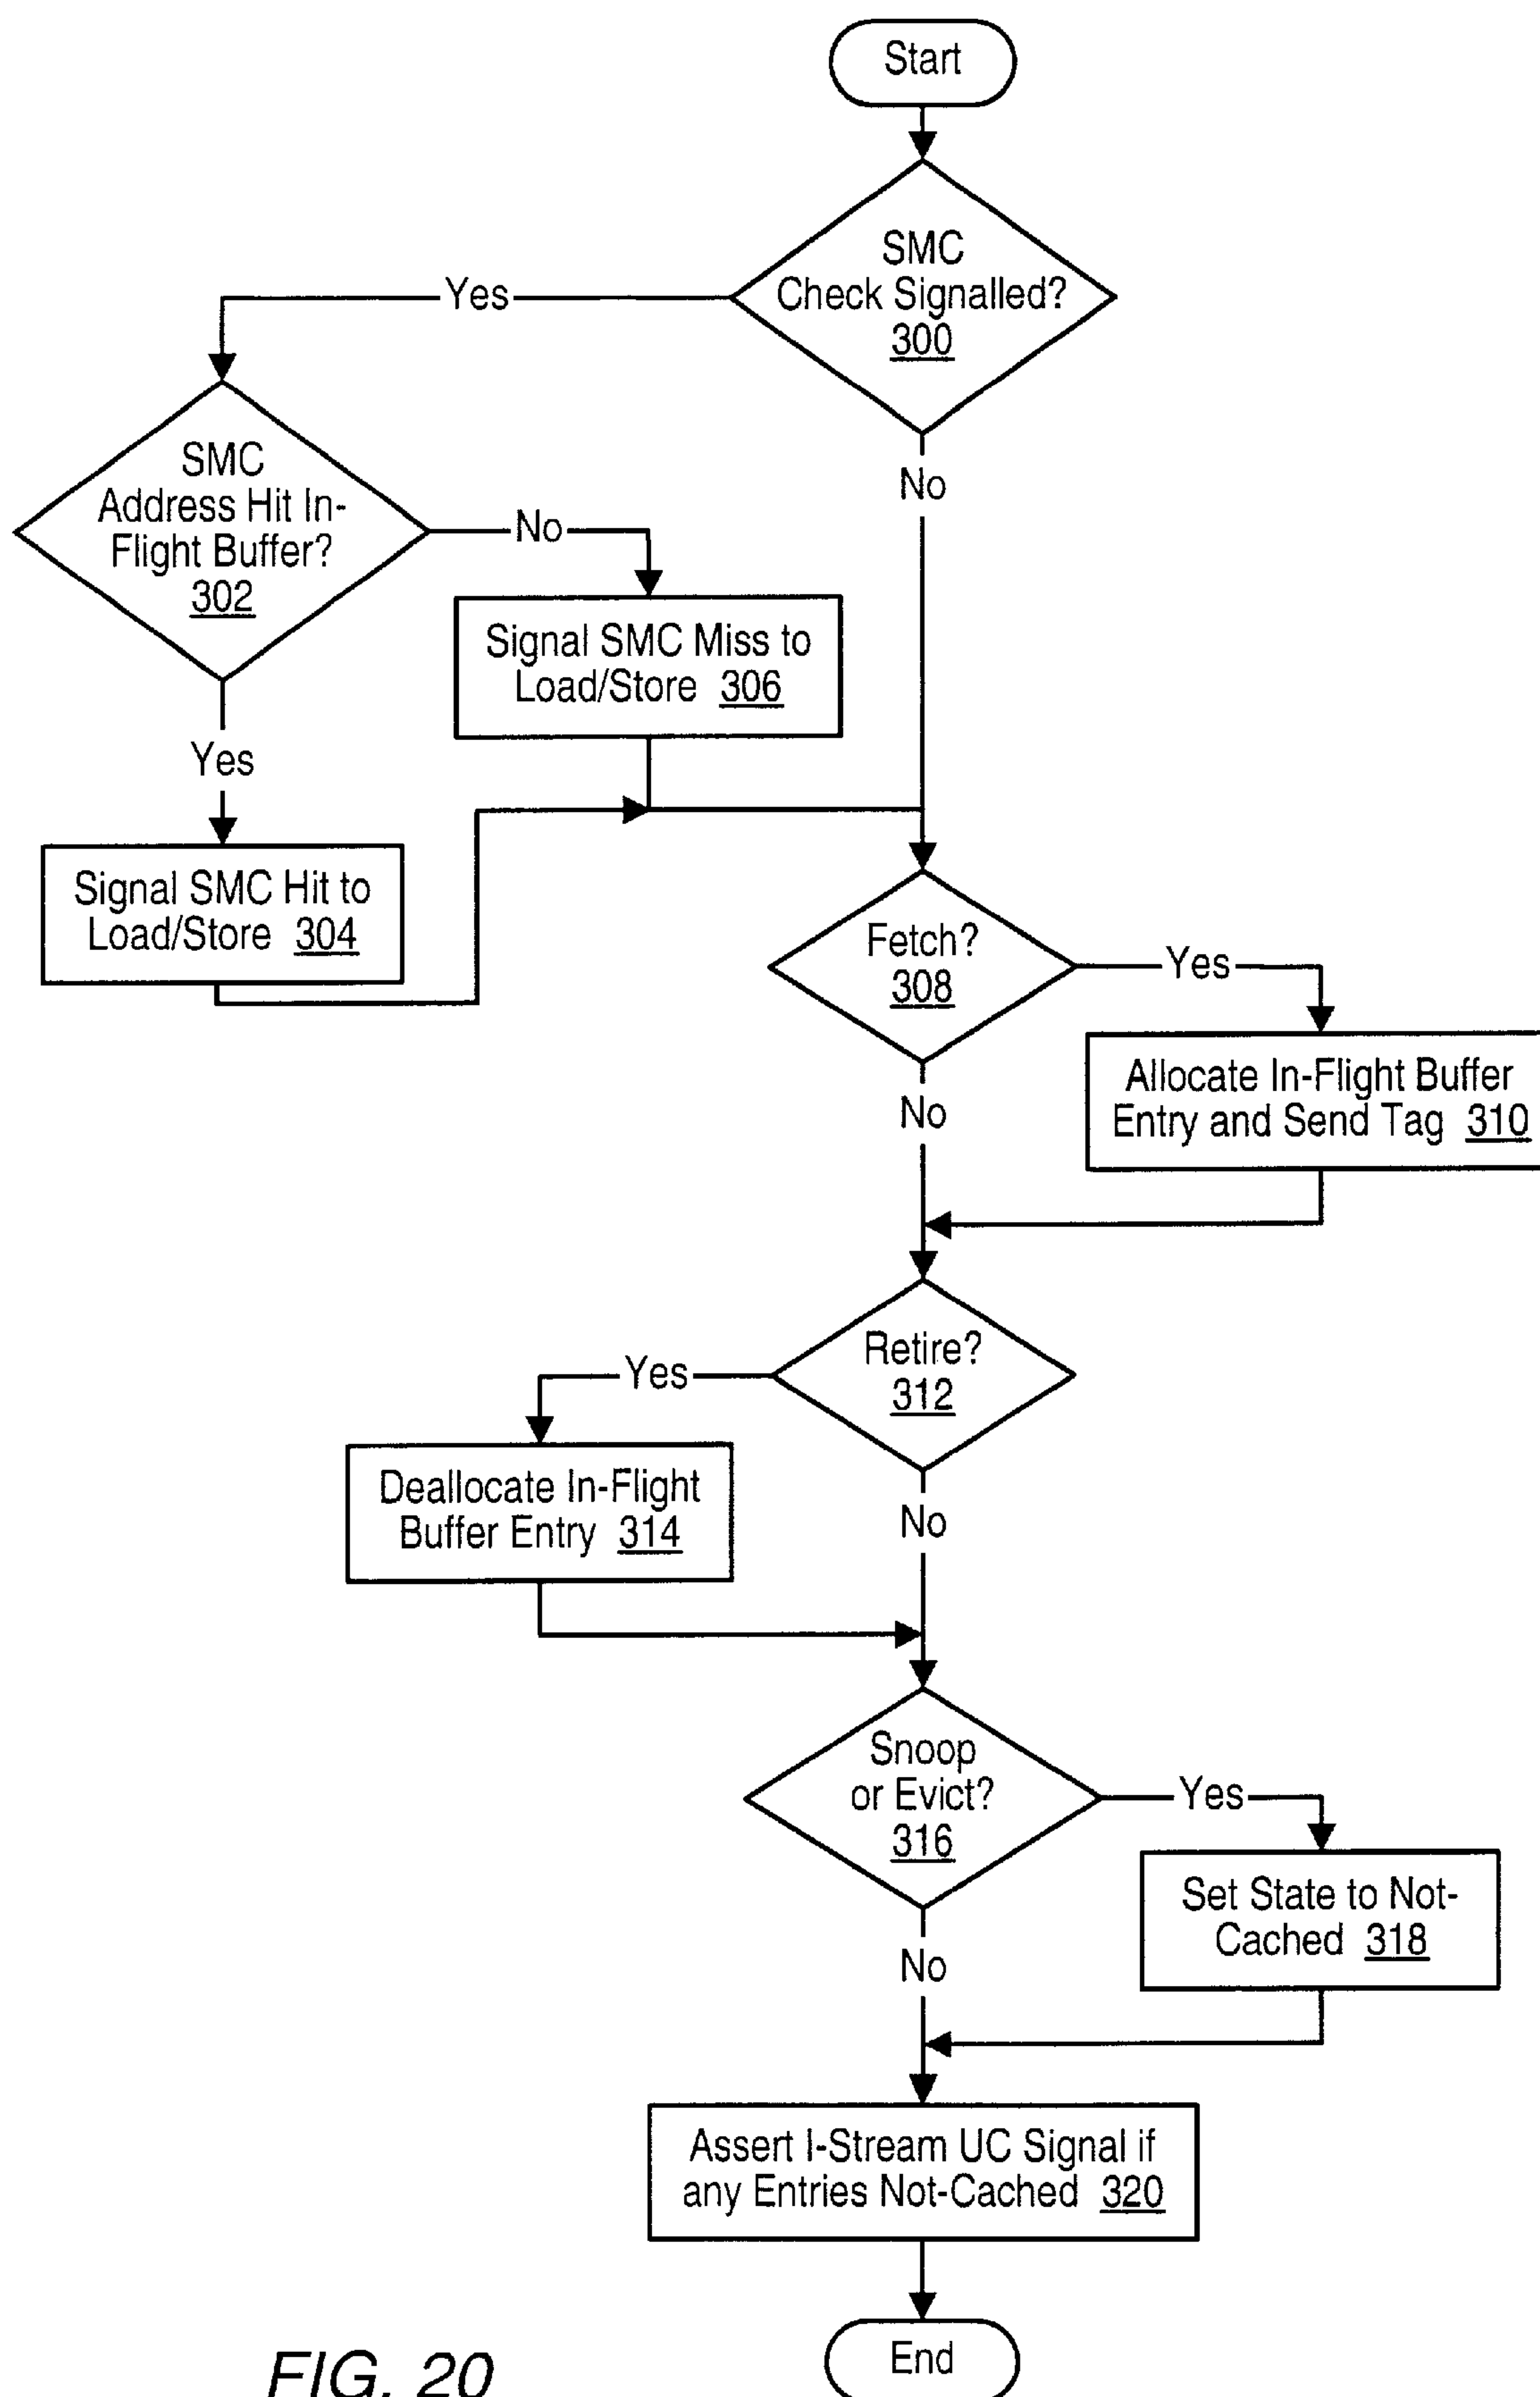 Start
SMC
Check Signalled?
300
Yes
No
SMC
Address Hit In-
Flight Buffer?
302
No
Signal SMC Miss to
Load/Store 306
Yes
Signal SMC Hit to
Load/Store 304
Fetch?
308
Yes
No
Allocate In-Flight Buffer
Entry and Send Tag 310
Retire?
312
Yes
No
Deallocate In-Flight
Buffer Entry 314
Snoop
or Evict?
316
Yes
No
Set State to Not-
Cached 318
Assert I-Stream UC Signal if
any Entries Not-Cached 320
End
FIG. 20